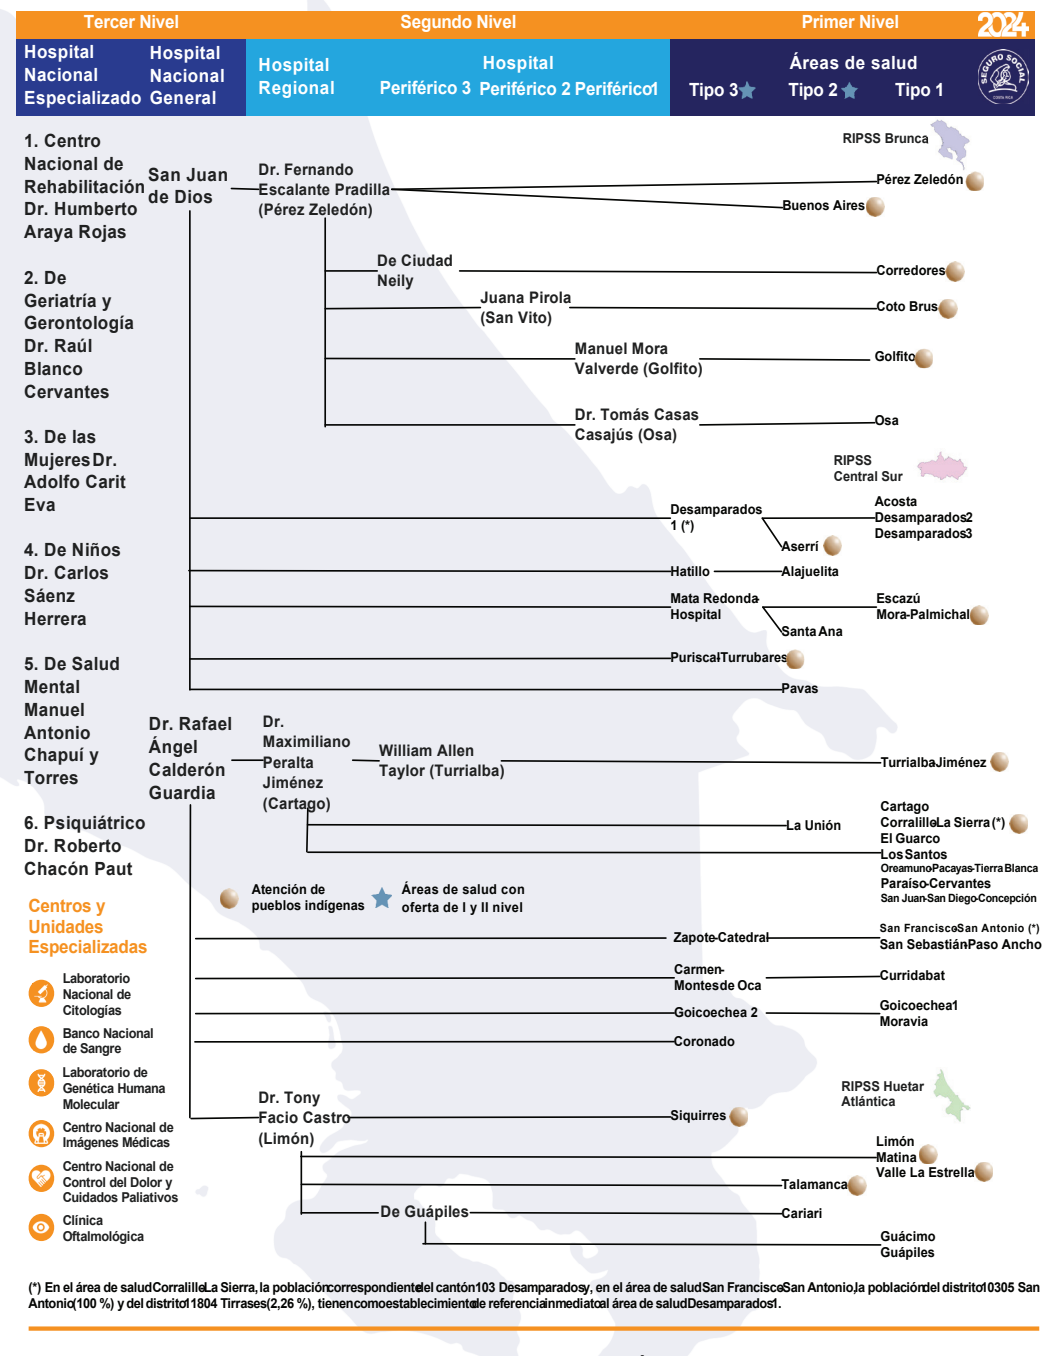 Tercer Nivel
Segundo Nivel
Primer Nivel
2024
Hospital
Nacional
Especializado
Hospital
Nacional
General
Hospital
Regional
Hospital
Periférico 3 Periférico 2 Periférico1
Áreas de salud
Tipo 3
Tipo 2
Tipo 1
SEGURO SOCIAL
COSTA RICA
1. Centro
Nacional de
Rehabilitación
Dr. Humberto
Araya Rojas
2. De
Geriatría y
Gerontología
Dr. Raúl
Blanco
Cervantes
3. De las
MujeresDr.
Adolfo Carit
Eva
4. De Niños
Dr. Carlos
Sáenz
Herrera
5. De Salud
Mental
Manuel
Antonio
Chapuí y
Torres
6. Psiquiátrico
Dr. Roberto
Chacón Paut
San Juan
de Dios
Dr. Fernando
Escalante Pradilla
(Pérez Zeledón)
RIPSS Brunca
Pérez Zeledón
Buenos Aires
De Ciudad
Neily
Corredores
Juana Pirola
(San Vito)
Coto Brus
Manuel Mora
Valverde (Golfito)
Golfito
Dr. Tomás Casas
Casajús (Osa)
Osa
RIPSS
Central Sur
Desamparados
1 (*)
Acosta
Desamparados2
Desamparados3
Aserrí
Hatillo
Alajuelita
Mata Redonda-
Hospital
Escazú
Mora-Palmichal
Santa Ana
Puriscal-Turrubares
Pavas
Dr. Rafael
Ángel
Calderón
Guardia
Dr.
Maximiliano
Peralta
Jiménez
(Cartago)
William Allen
Taylor (Turrialba)
Turrialba-Jiménez
La Unión
Cartago
Corralillo-La Sierra (*)
El Guarco
Los Santos
Oreamuno-Pacayas-Tierra Blanca
Paraíso-Cervantes
San Juan-San Diego-Concepción
Atención de
pueblos indígenas
Áreas de salud con
oferta de I y II nivel
Zapote-Catedral
San Francisco-San Antonio (*)
San Sebastián-Paso Ancho
Carmen-
Montes de Oca
Curridabat
Goicoechea 2
Goicoechea1
Moravia
Coronado
Dr. Tony
Facio Castro
(Limón)
RIPSS Huetar
Atlántica
Siquirres
Limón
Matina
Valle La Estrella
Talamanca
De Guápiles
Cariari
Guácimo
Guápiles
Centros y
Unidades
Especializadas
Laboratorio
Nacional de
Citologías
Banco Nacional
de Sangre
Laboratorio de
Genética Humana
Molecular
Centro Nacional de
Imágenes Médicas
Centro Nacional de
Control del Dolor y
Cuidados Paliativos
Clínica
Oftalmológica
(*) En el área de salud Corralillo-La Sierra, la población correspondiente del cantón 103 Desamparados y, en el área de salud San Francisco-San Antonio, la población del distrito 10305 San
Antonio (100 %) y del distrito 11804 Tirrases (2,26 %), tienen como establecimiento de referencia inmediato al área de salud Desamparados 1.